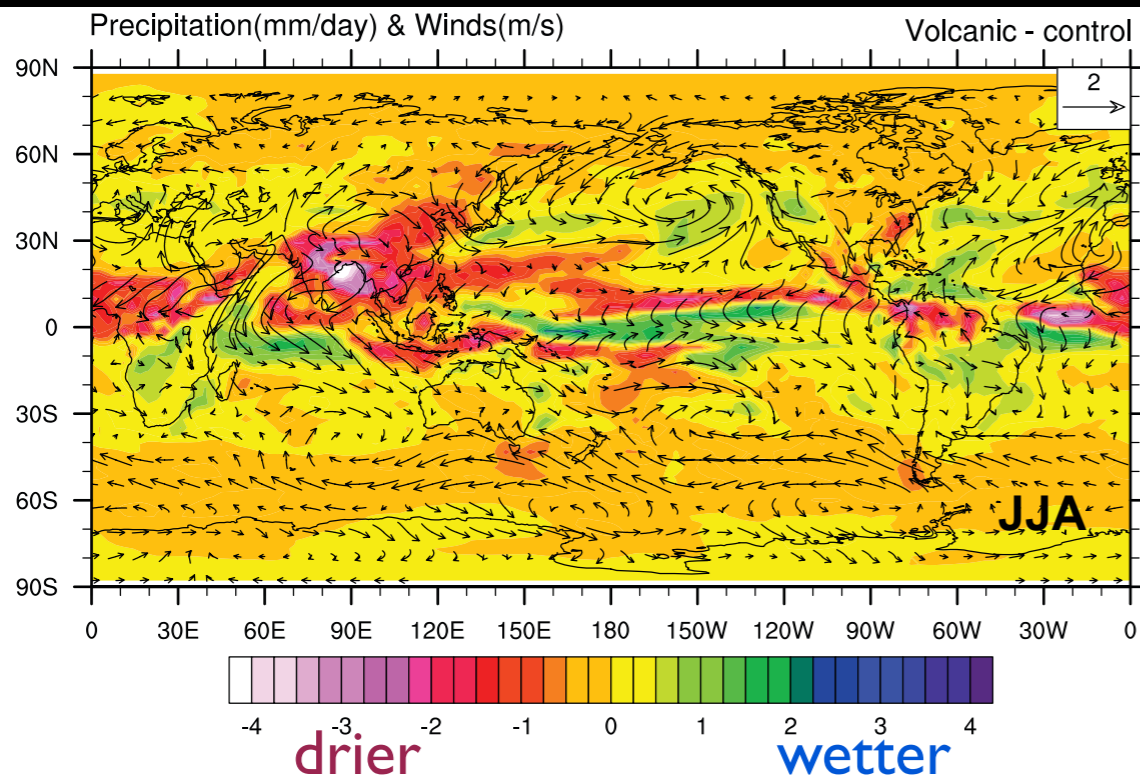 Precipitation(mm/day) & Winds(m/s)
Volcanic - control
2
90N
60N
30N
0
30S
60S
90S
JJA
0 30E 60E 90E 120E 150E 180 150W 120W 90W 60W 30W 0
-4 -3 -2 -1 0 1 2 3 4
drier wetter